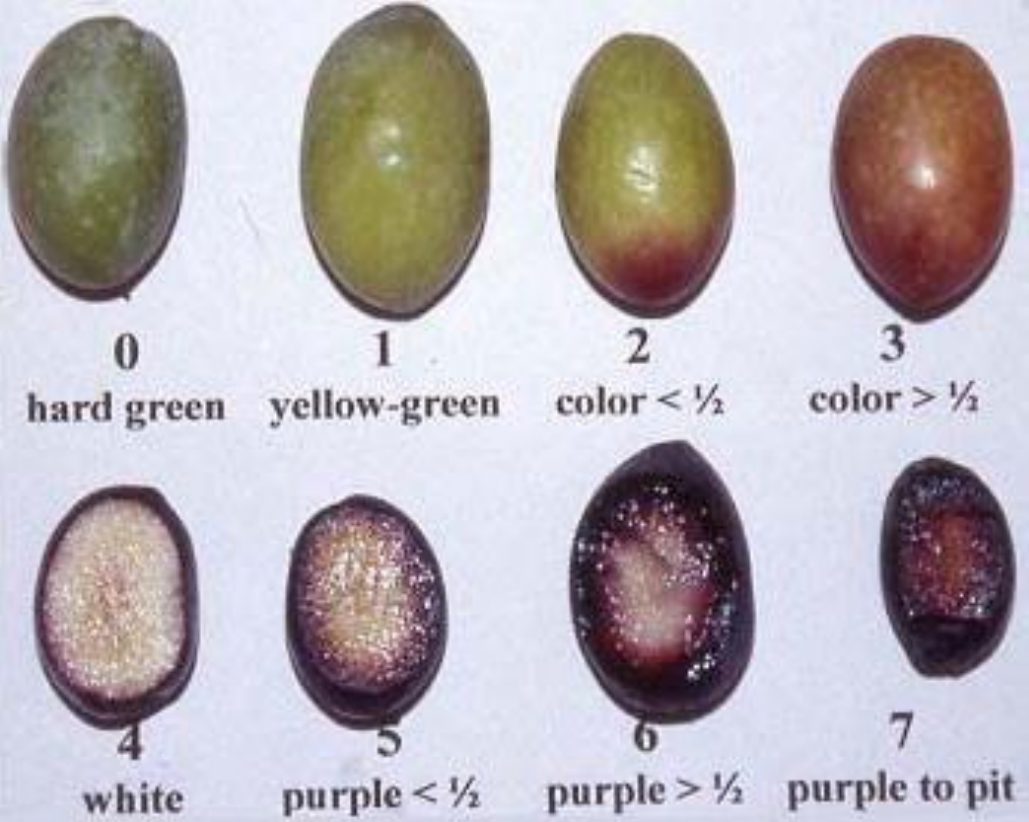 0 1 2 3
hard green yellow-green color < ½ color > ½
4 5 6 7
white purple < ½ purple > ½ purple to pit